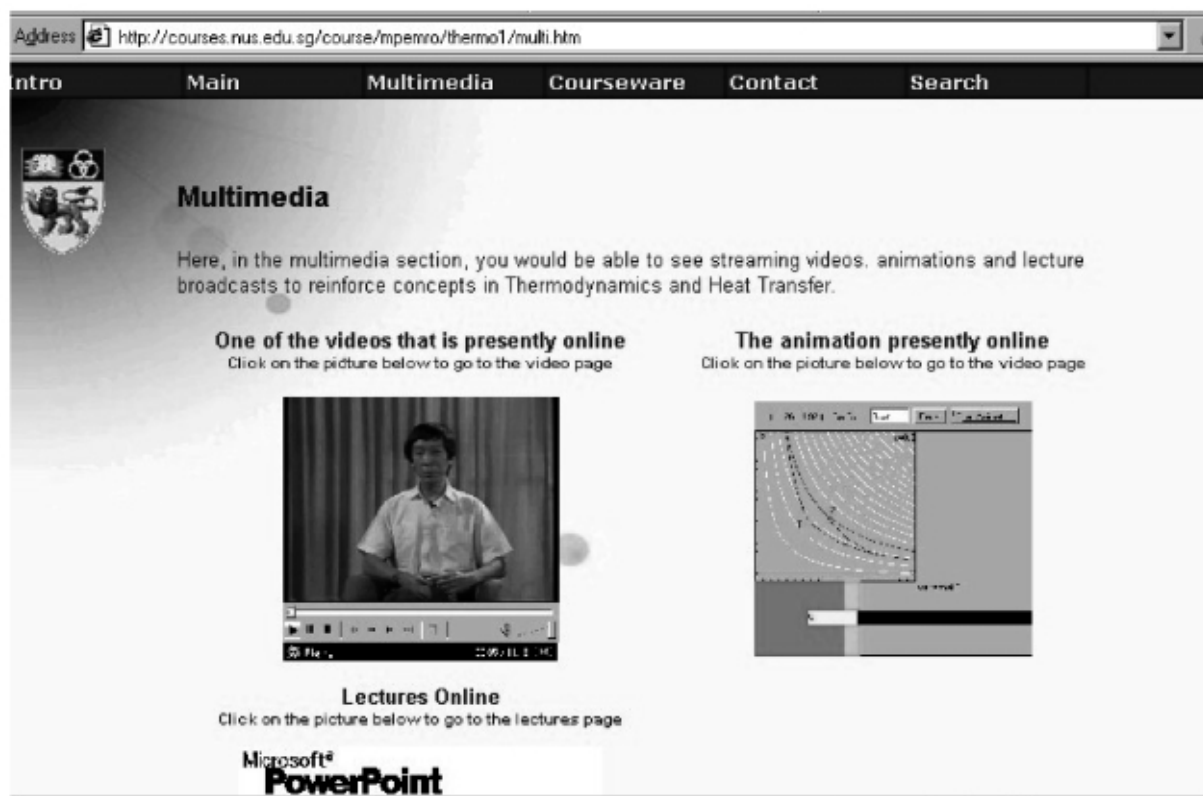 Address http://courses.nus.edu.sg/course/mpemro/thermo1/multi.htm
Intro Main Multimedia Courseware Contact Search
Multimedia
Here, in the multimedia section, you would be able to see streaming videos. animations and lecture
broadcasts to reinforce concepts in Thermodynamics and Heat Transfer.
One of the videos that is presently online
Click on the picture below to go to the video page
The animation presently online
Click on the picture below to go to the video page
Lectures Online
Click on the picture below to go to the lectures page
Microsoft®
PowerPoint